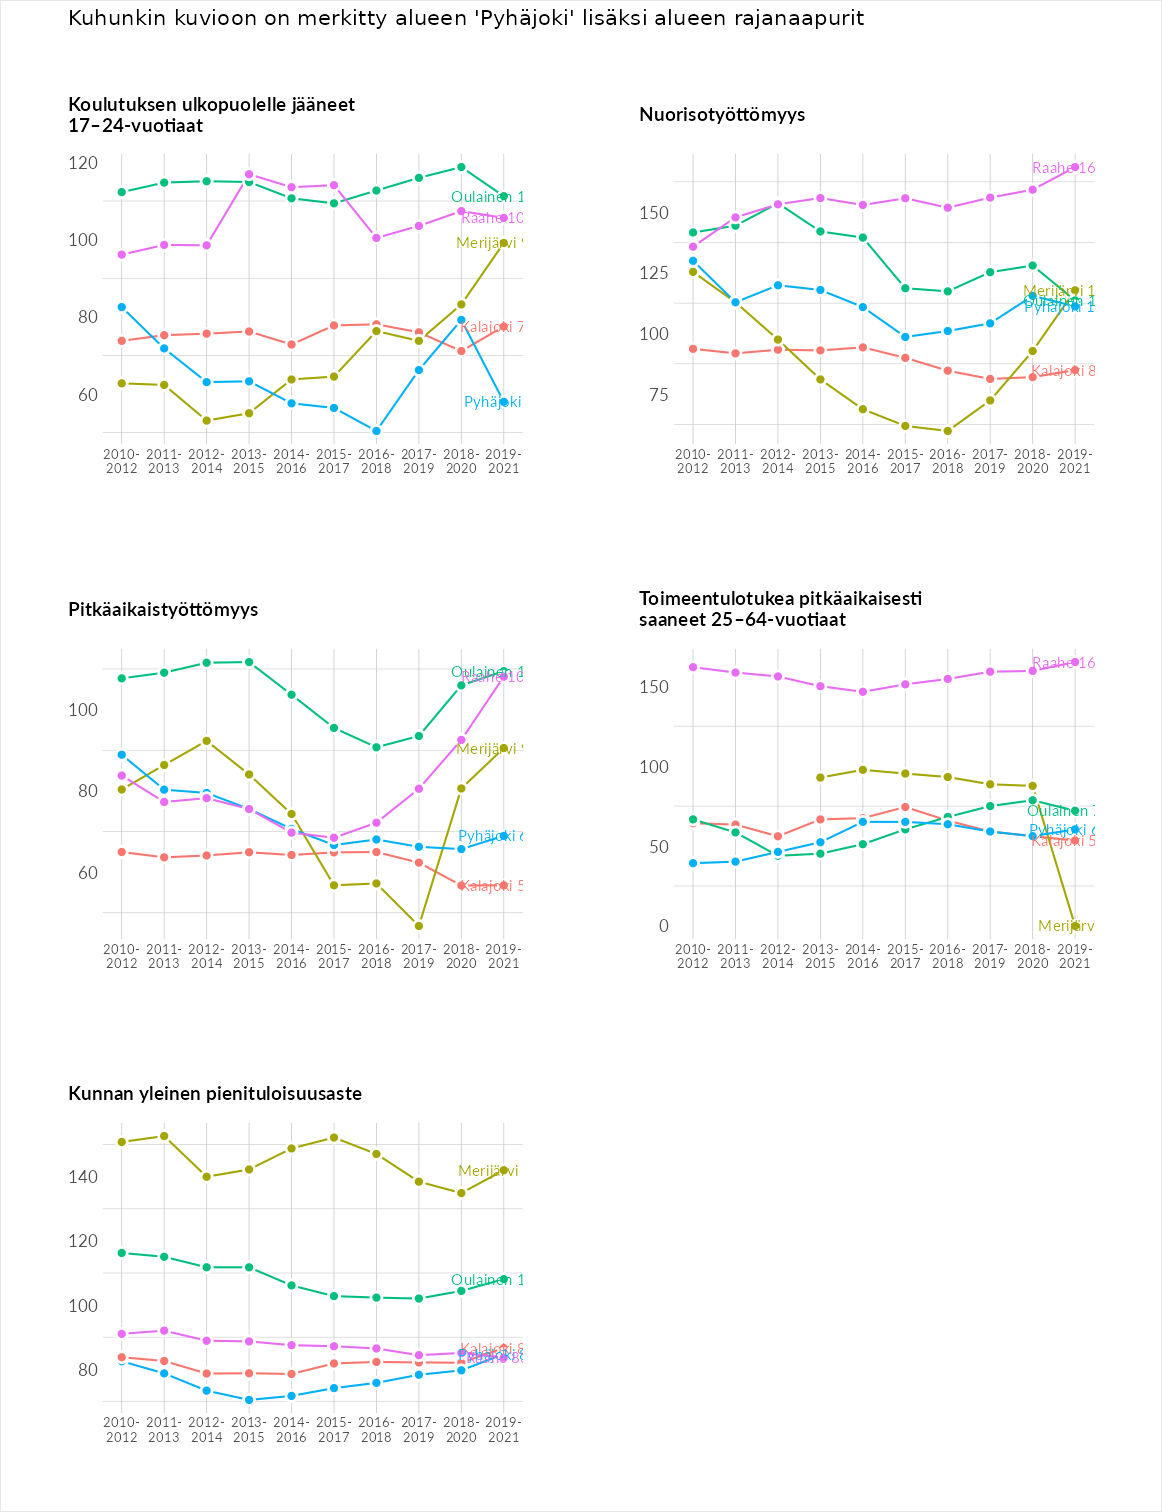 Kuhunkin kuvioon on merkitty alueen 'Pyhäjoki' lisäksi alueen rajanaapurit
Koulutuksen ulkopuolelle jääneet
17–24-vuotiaat
120
100
80
60
Oulainen 1
Raahe 10
Merijärvi 9
Kalajoki 7
Pyhäjoki
2010- 2011- 2012- 2013- 2014- 2015- 2016- 2017- 2018- 2019-
2012 2013 2014 2015 2016 2017 2018 2019 2020 2021
Nuorisotyöttömyys
150
125
100
75
Raahe 16
Merijärvi 1
Oulainen 1
Pyhäjoki 1
Kalajoki 8
2010- 2011- 2012- 2013- 2014- 2015- 2016- 2017- 2018- 2019-
2012 2013 2014 2015 2016 2017 2018 2019 2020 2021
Pitkäaikaistyöttömyys
100
80
60
Oulainen 1
Raahe 10
Merijärvi 9
Pyhäjoki 6
Kalajoki 5
2010- 2011- 2012- 2013- 2014- 2015- 2016- 2017- 2018- 2019-
2012 2013 2014 2015 2016 2017 2018 2019 2020 2021
Toimeentulotukea pitkäaikaisesti
saaneet 25–64-vuotiaat
150
100
50
0
Raahe 16
Oulainen 7
Pyhäjoki 6
Kalajoki 5
Merijärv
2010- 2011- 2012- 2013- 2014- 2015- 2016- 2017- 2018- 2019-
2012 2013 2014 2015 2016 2017 2018 2019 2020 2021
Kunnan yleinen pienituloisuusaste
140
120
100
80
Merijärvi
Oulainen 1
Kalajoki 8
Pyhäjoki 8
Raahe 8
2010- 2011- 2012- 2013- 2014- 2015- 2016- 2017- 2018- 2019-
2012 2013 2014 2015 2016 2017 2018 2019 2020 2021